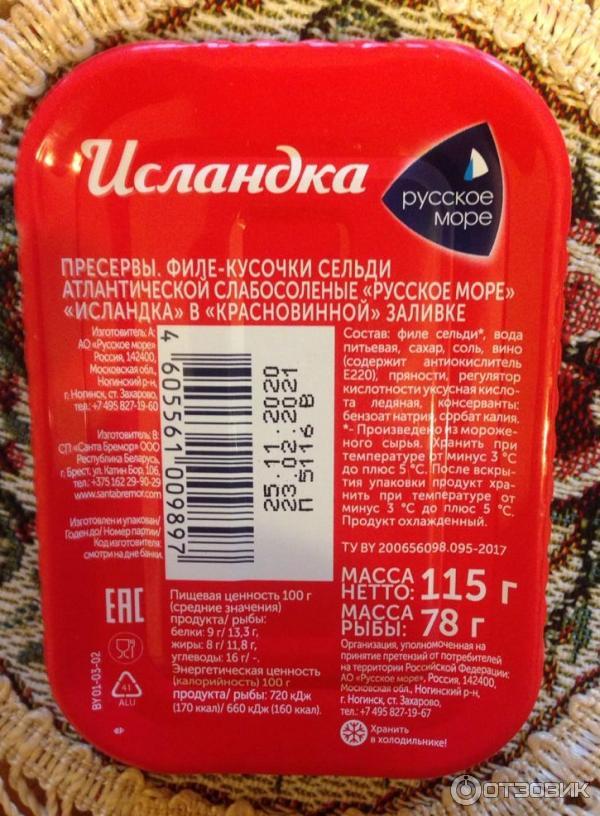 Исландка
РУССКОЕ
МОРЕ
ПРЕСЕРВЫ. ФИЛЕ-КУСОЧКИ СЕЛЬДИ
АТЛАНТИЧЕСКОЙ СЛАБОСОЛЕНЫЕ «РУССКОЕ МОРЕ»
«ИСЛАНДКА» В «КРАСНОВИННОЙ» ЗАЛИВКЕ
Изготовитель: А:
АО «Русское море»
Россия, 142400,
Московская обл.,
Ногинский р-н,
г. Ногинск, ст. Захарово,
тел.: +7 495 827-19-60
Изготовитель: В:
СП «Санта Бремор» ООО
Республика Беларусь,
г. Брест, ул. Катин Бор, 106,
тел.: +375 162 29-90-29
www.santabremor.com
Изготовлен и упакован/
Годен до/ Номер партии/
Код изготовителя:
смотри на дне банки.
4 605561 009897
25.11.2020
23.02.2021
П 5116 В
Состав: филе сельди*, вода
питьевая, сахар, соль, вино
(содержит антиокислитель
Е220), пряности, регулятор
кислотности уксусная кисло-
та ледяная, консерванты:
бензоат натрия, сорбат калия.
*- Произведено из мороже-
ного сырья. Хранить при
температуре от минус 3 °С
до плюс 5 °С. После вскры-
тия упаковки продукт хра-
нить при температуре от
минус 3 °С до плюс 5 °С.
Продукт охлажденный.
ТУ BY 200656098.095-2017
МАССА
НЕТТО: 115 г
МАССА
РЫБЫ: 78 г
Организация, уполномоченная на
принятие претензий от потребителей
на территории Российской Федерации:
АО «Русское море», Россия, 142400,
Московская обл., Ногинский р-н,
г. Ногинск, ст. Захарово,
тел.: +7 495 827-19-67
Хранить
в холодильнике!
EAC
Пищевая ценность 100 г
(средние значения)
продукта/ рыбы:
белки: 9 г/ 13,3 г,
жиры: 8 г/ 11,8 г,
углеводы: 16 г/ -.
Энергетическая ценность
(калорийность) 100 г
продукта/ рыбы: 720 кДж
(170 ккал)/ 660 кДж (160 ккал).
BY 01-03-02
41
ALU
ОТЗОВИК